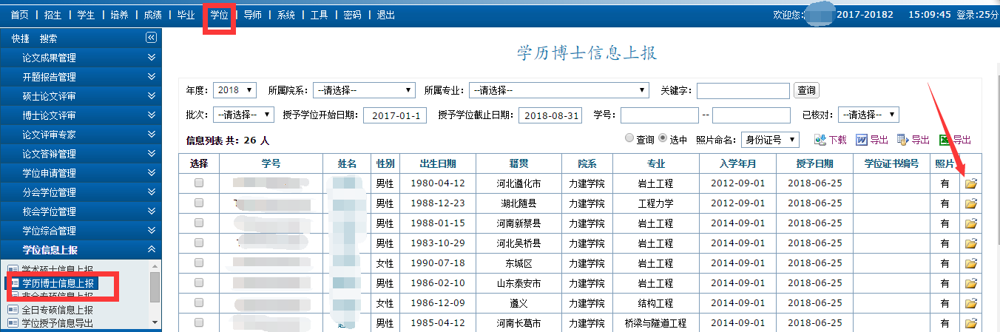 首页 | 招生 | 学生 | 培养 | 成绩 | 毕业 | 学位 | 导师 | 系统 | 工具 | 密码 | 退出 欢迎您: 2017-20182 15:09:45 登录:25分
快捷 搜索
论文成果管理
开题报告管理
硕士论文评审
博士论文评审
论文评审专家
论文答辩管理
学位申请管理
分会学位管理
校会学位管理
学位综合管理
学位信息上报
学术硕士信息上报
学历博士信息上报
非全专硕信息上报
全日专硕信息上报
学位授予信息导出
学历博士信息上报
年度: 2018 所属院系: --请选择-- 所属专业: --请选择-- 关键字: 查询
批次: --请选择-- 授予学位开始日期: 2017-01-1 授予学位截止日期: 2018-08-31 学号: -- 已核对: --请选择--
信息列表 共: 26 人 查询 选中 照片命名: 身份证号 下载 导出 导出 导出
选择 学号 姓名 性别 出生日期 籍贯 院系 专业 入学年月 授予日期 学位证书编号 照片
男性 1980-04-12 河北遵化市 力建学院 岩土工程 2012-09-01 2018-06-25 有
男性 1988-12-23 湖北随县 力建学院 工程力学 2012-09-01 2018-06-25 有
男性 1988-01-15 河南新蔡县 力建学院 岩土工程 2014-09-01 2018-06-25 有
男性 1983-10-29 河北吴桥县 力建学院 岩土工程 2014-09-01 2018-06-25 有
女性 1990-07-18 东城区 力建学院 岩土工程 2014-09-01 2018-06-25 有
男性 1986-02-10 山东泰安市 力建学院 岩土工程 2014-09-01 2018-06-25 有
女性 1986-12-09 遵义 力建学院 结构工程 2014-09-01 2018-06-25 有
男性 1985-04-12 河南长葛市 力建学院 桥梁与隧道工程 2014-09-01 2018-06-25 有